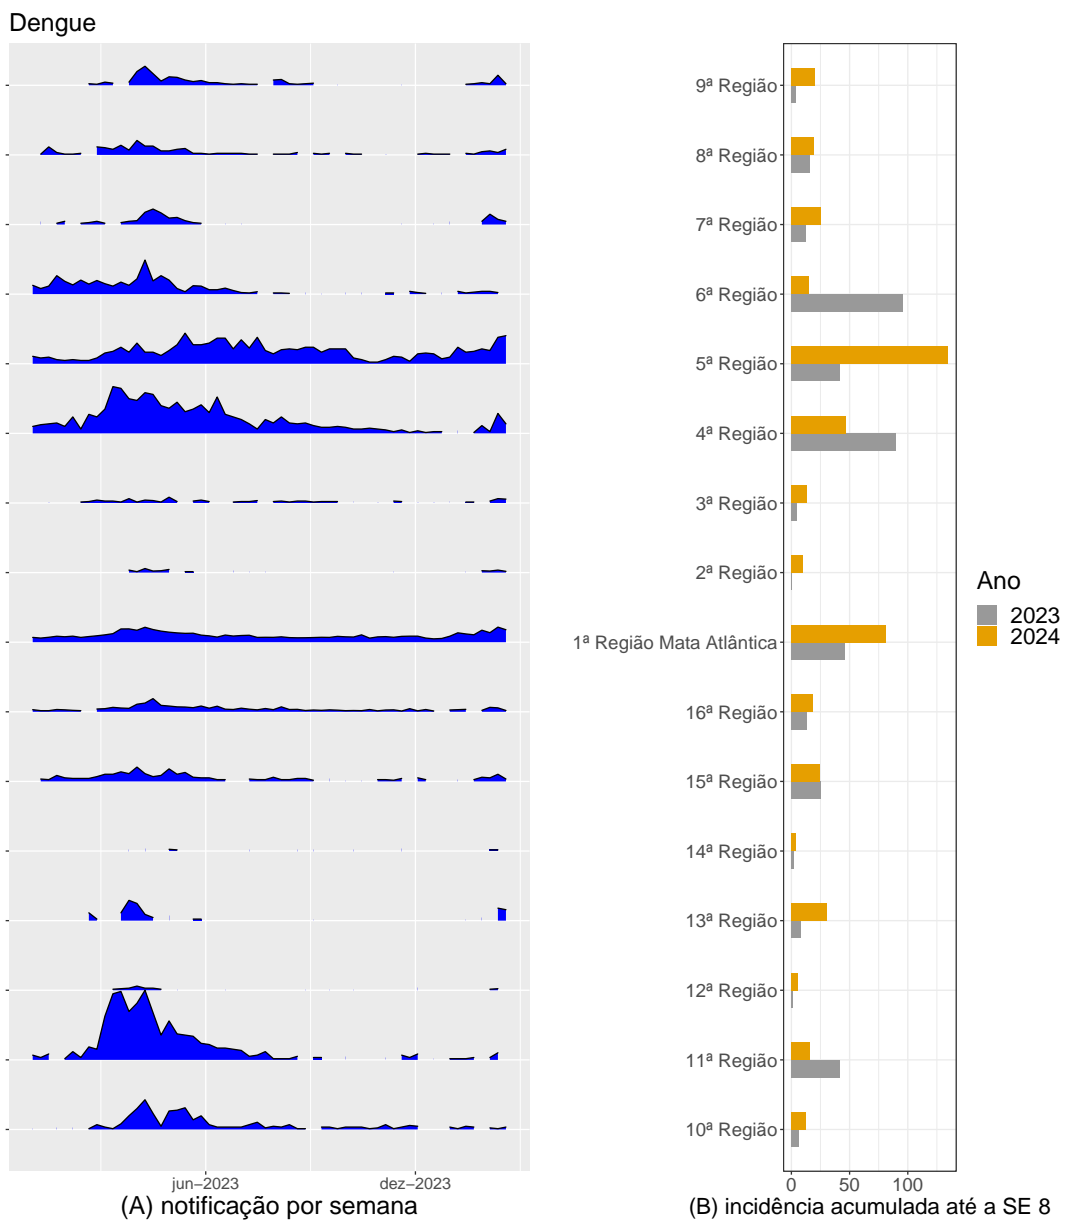 Dengue
9ª Região
8ª Região
7ª Região
6ª Região
5ª Região
4ª Região
3ª Região
2ª Região
1ª Região Mata Atlântica
16ª Região
15ª Região
14ª Região
13ª Região
12ª Região
11ª Região
10ª Região
Ano
2023
2024
jun–2023 dez–2023
0 50 100
(A) notificação por semana
(B) incidência acumulada até a SE 8